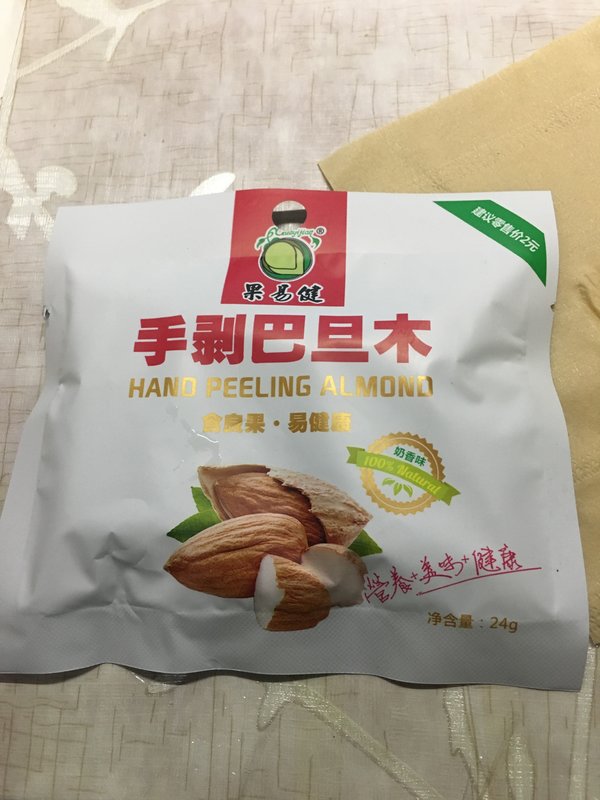 建议零售价2元
Guoyijian®
果易健
手剥巴旦木
HAND PEELING ALMOND
食良果·易健康
奶香味
100% Natural
营养+美味+健康
净含量：24g